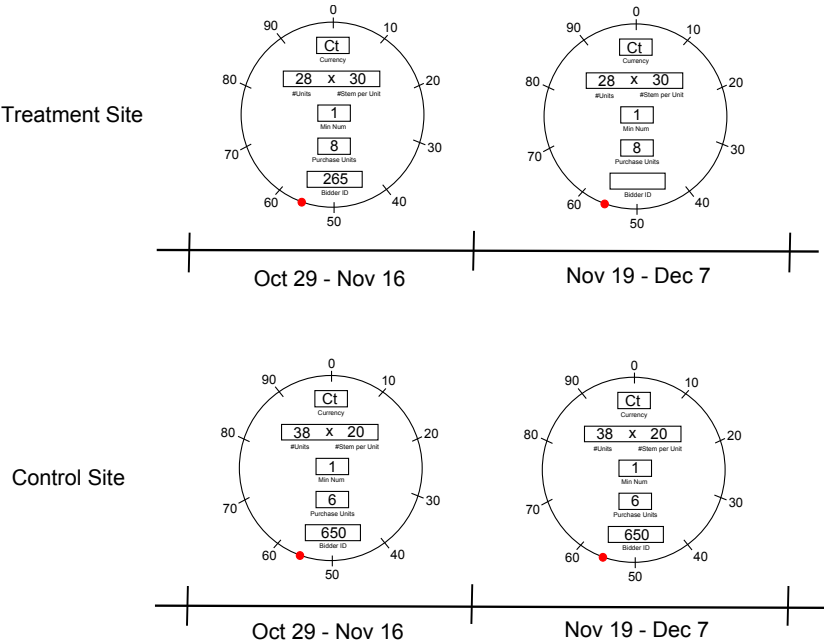 0
90
10
Ct
Currency
80
28 x 30
20
#Units #Stem per Unit
1
Min Num
70
8
30
Purchase Units
265
Bidder ID
60
40
50
0
90
10
Ct
Currency
80
28 x 30
20
#Units #Stem per Unit
1
Min Num
70
8
30
Purchase Units
Bidder ID
60
40
50
Treatment Site
Oct 29 - Nov 16
Nov 19 - Dec 7
0
90
10
Ct
Currency
80
38 x 20
20
#Units #Stem per Unit
1
Min Num
70
6
30
Purchase Units
650
Bidder ID
60
40
50
0
90
10
Ct
Currency
80
38 x 20
20
#Units #Stem per Unit
1
Min Num
70
6
30
Purchase Units
650
Bidder ID
60
40
50
Control Site
Oct 29 - Nov 16
Nov 19 - Dec 7